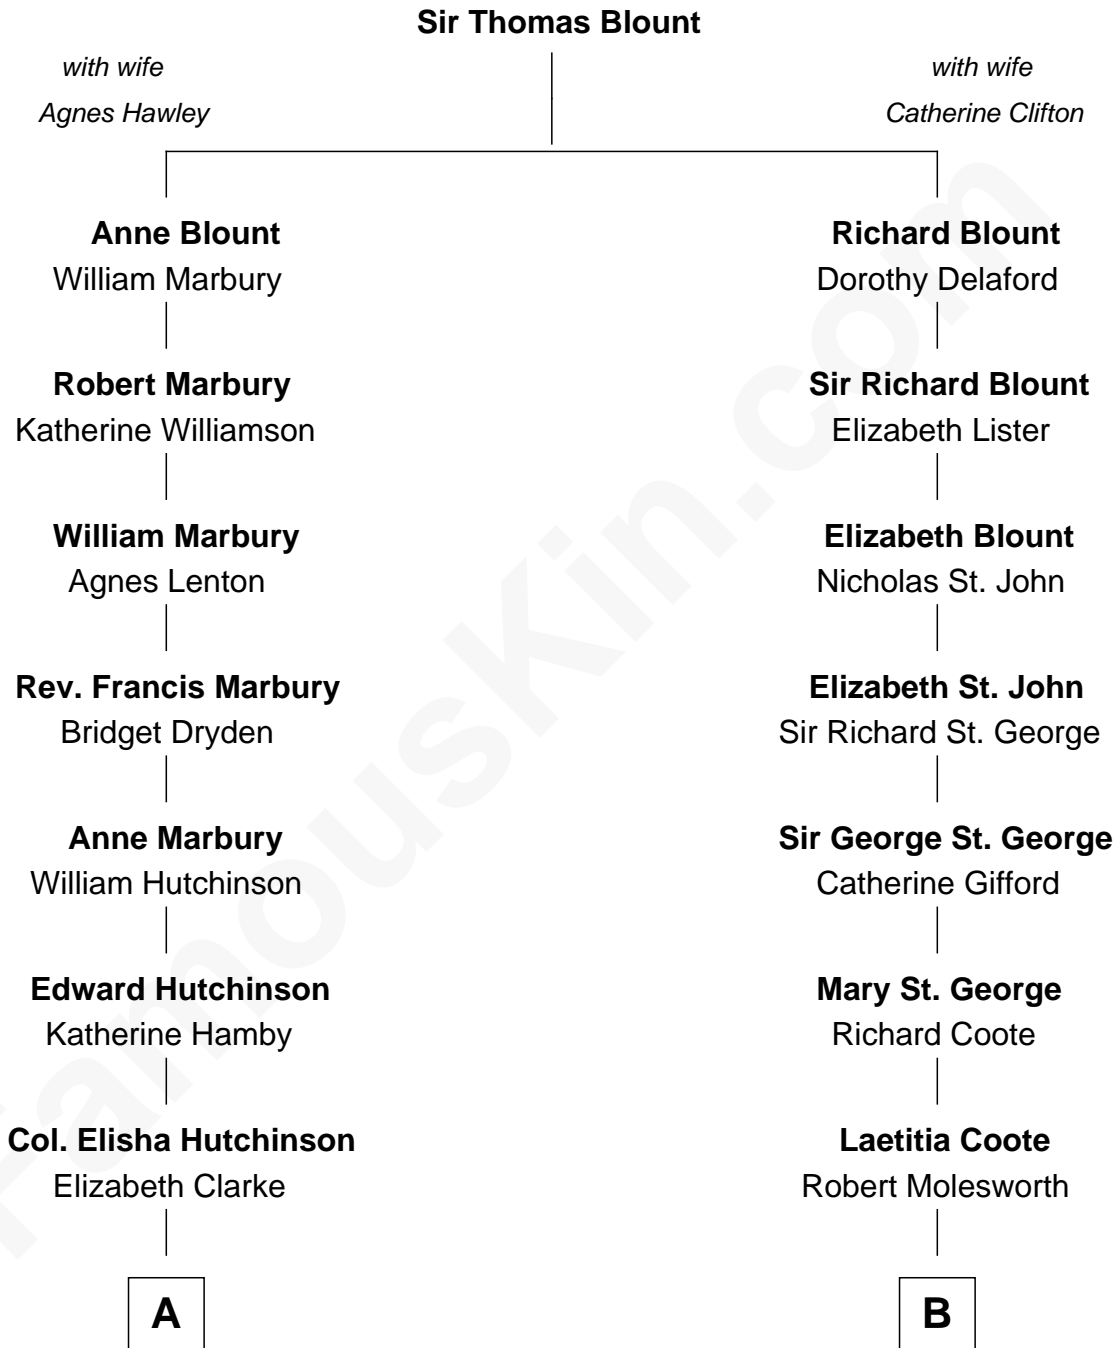 Sir Thomas Blount
with wife
Agnes Hawley
with wife
Catherine Clifton
Anne Blount
William Marbury
Richard Blount
Dorothy Delaford
Robert Marbury
Katherine Williamson
Sir Richard Blount
Elizabeth Lister
William Marbury
Agnes Lenton
Elizabeth Blount
Nicholas St. John
Rev. Francis Marbury
Bridget Dryden
Elizabeth St. John
Sir Richard St. George
Anne Marbury
William Hutchinson
Sir George St. George
Catherine Gifford
Edward Hutchinson
Katherine Hamby
Mary St. George
Richard Coote
Col. Elisha Hutchinson
Elizabeth Clarke
Laetitia Coote
Robert Molesworth
A
B
FamousKin.com